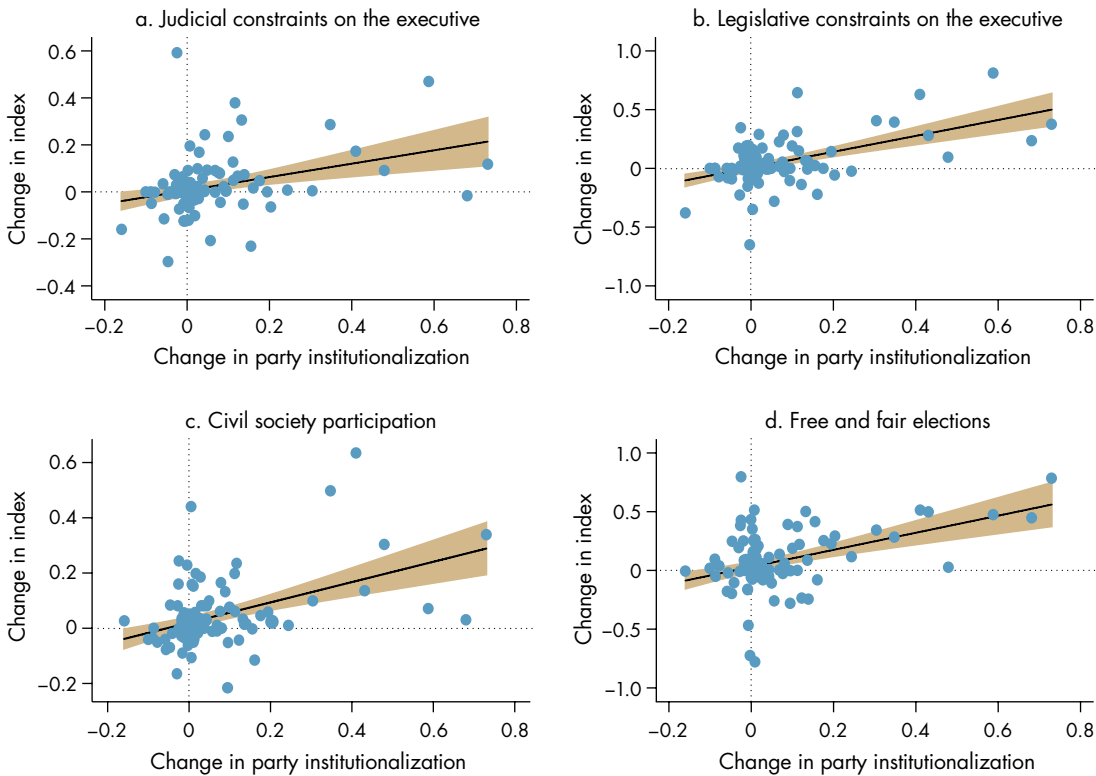 a. Judicial constraints on the executive
0.6
0.4
0.2
0
–0.2
–0.4
Change in index
–0.2 0 0.2 0.4 0.6 0.8
Change in party institutionalization
b. Legislative constraints on the executive
1.0
0.5
0
–0.5
–1.0
Change in index
–0.2 0 0.2 0.4 0.6 0.8
Change in party institutionalization
c. Civil society participation
0.6
0.4
0.2
0
–0.2
Change in index
–0.2 0 0.2 0.4 0.6 0.8
Change in party institutionalization
d. Free and fair elections
1.0
0.5
0
–0.5
–1.0
Change in index
–0.2 0 0.2 0.4 0.6 0.8
Change in party institutionalization